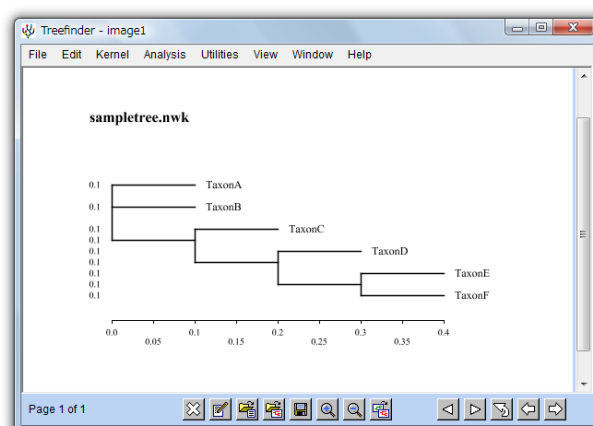 Treefinder - image1
File Edit Kernel Analysis Utilities View Window Help
sampletree.nwk
0.1 TaxonA
0.1 TaxonB
0.1 TaxonC
0.1
0.1 TaxonD
0.1
0.1 TaxonE
0.1
0.1 TaxonF
0.0 0.1 0.2 0.3 0.4
0.05 0.15 0.25 0.35
Page 1 of 1